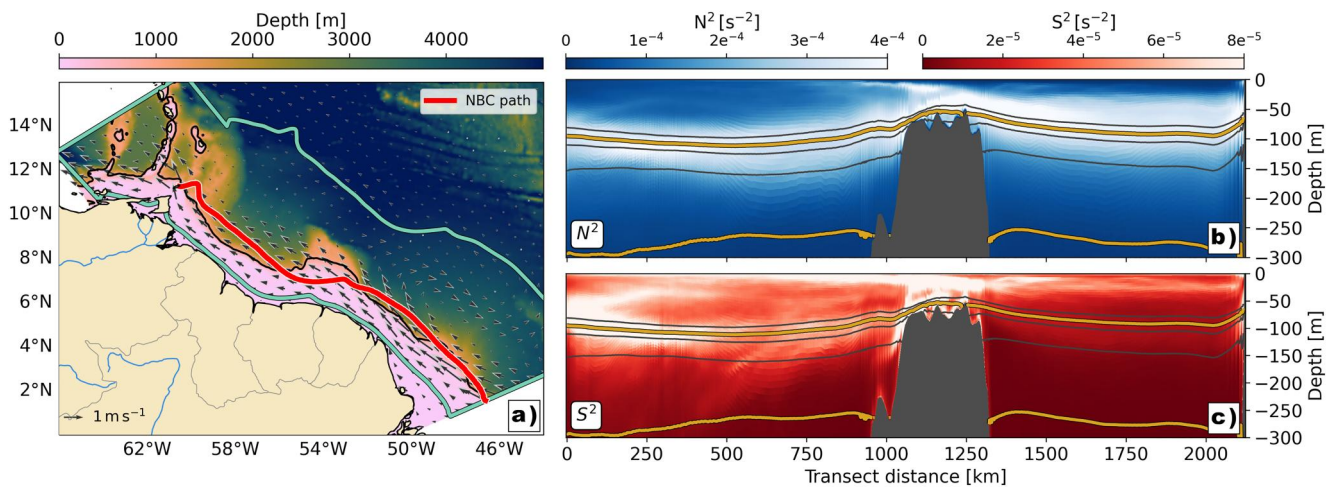 Depth [m]
0 1000 2000 3000 4000
NBC path
14°N
12°N
10°N
8°N
6°N
4°N
2°N
1 m s⁻¹
a)
62°W 58°W 54°W 50°W 46°W
N² [s⁻²]
0 1e-4 2e-4 3e-4 4e-4
S² [s⁻²]
0 2e-5 4e-5 6e-5 8e-5
0
−50
−100
−150
−200
−250
−300
Depth [m]
N²
b)
0
−50
−100
−150
−200
−250
−300
Depth [m]
S²
c)
0 250 500 750 1000 1250 1500 1750 2000
Transect distance [km]